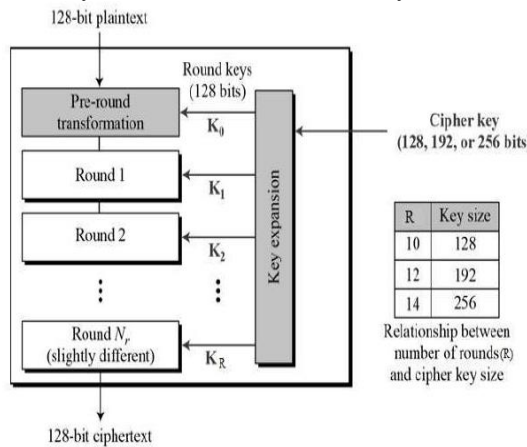 128-bit plaintext
Round keys
(128 bits)
Pre-round
transformation
K0
Cipher key
(128, 192, or 256 bits
Round 1
K1
Round 2
K2
Key expansion
Round Nr
(slightly different)
KR
128-bit ciphertext
R Key size
10 128
12 192
14 256
Relationship between
number of rounds(R)
and cipher key size